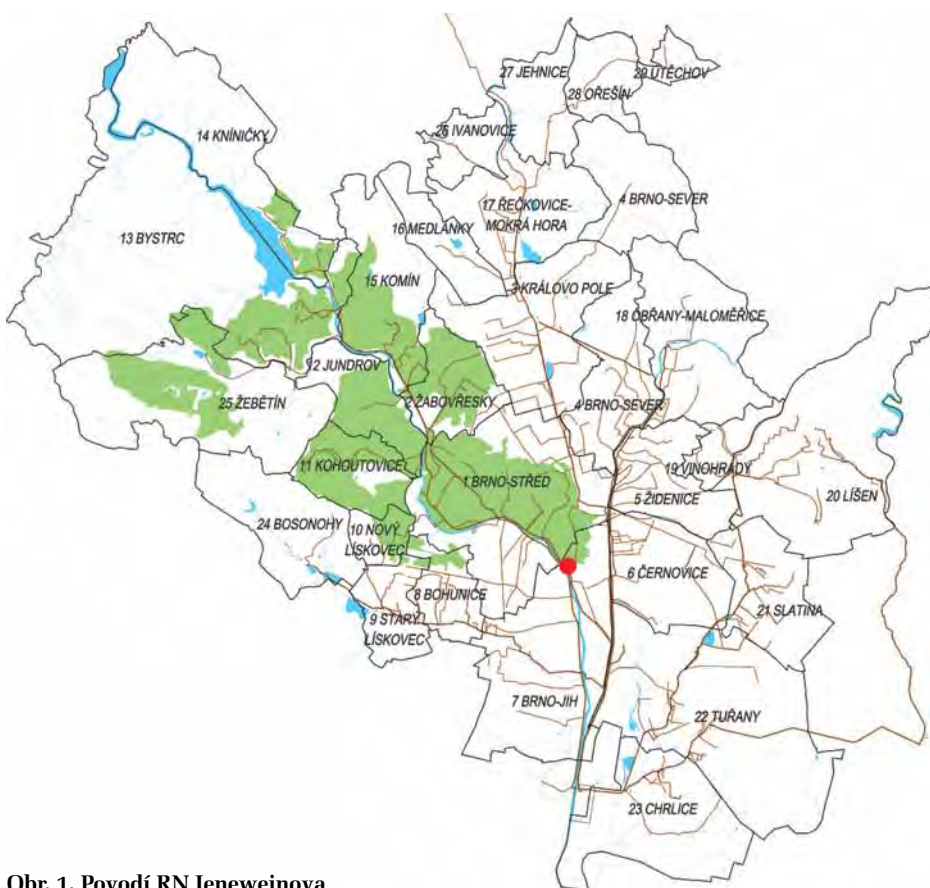 27 JEHNICE
29 ÚTĚCHOV
28 OŘEŠÍN
26 IVANOVICE
14 KNÍNIČKY
17 ŘEČKOVICE-
MOKRÁ HORA
4 BRNO-SEVER
16 MEDLÁNKY
13 BYSTRC
15 KOMÍN
3 KRÁLOVO POLE
18 OBŘANY-MALOMĚŘICE
12 JUNDROV
25 ŽEBĚTÍN
2 ŽABOVŘESKY
4 BRNO-SEVER
11 KOHOUTOVICE
1 BRNO-STŘED
19 VINOHRADY
5 ŽIDENICE
20 LÍŠEŇ
24 BOSONOHY
10 NOVÝ
LÍSKOVEC
6 ČERNOVICE
8 BOHUNICE
9 STARÝ
LÍSKOVEC
21 SLATINA
7 BRNO-JIH
22 TUŘANY
23 CHRLICE
Obr. 1. Povodí RN Jeneweinova